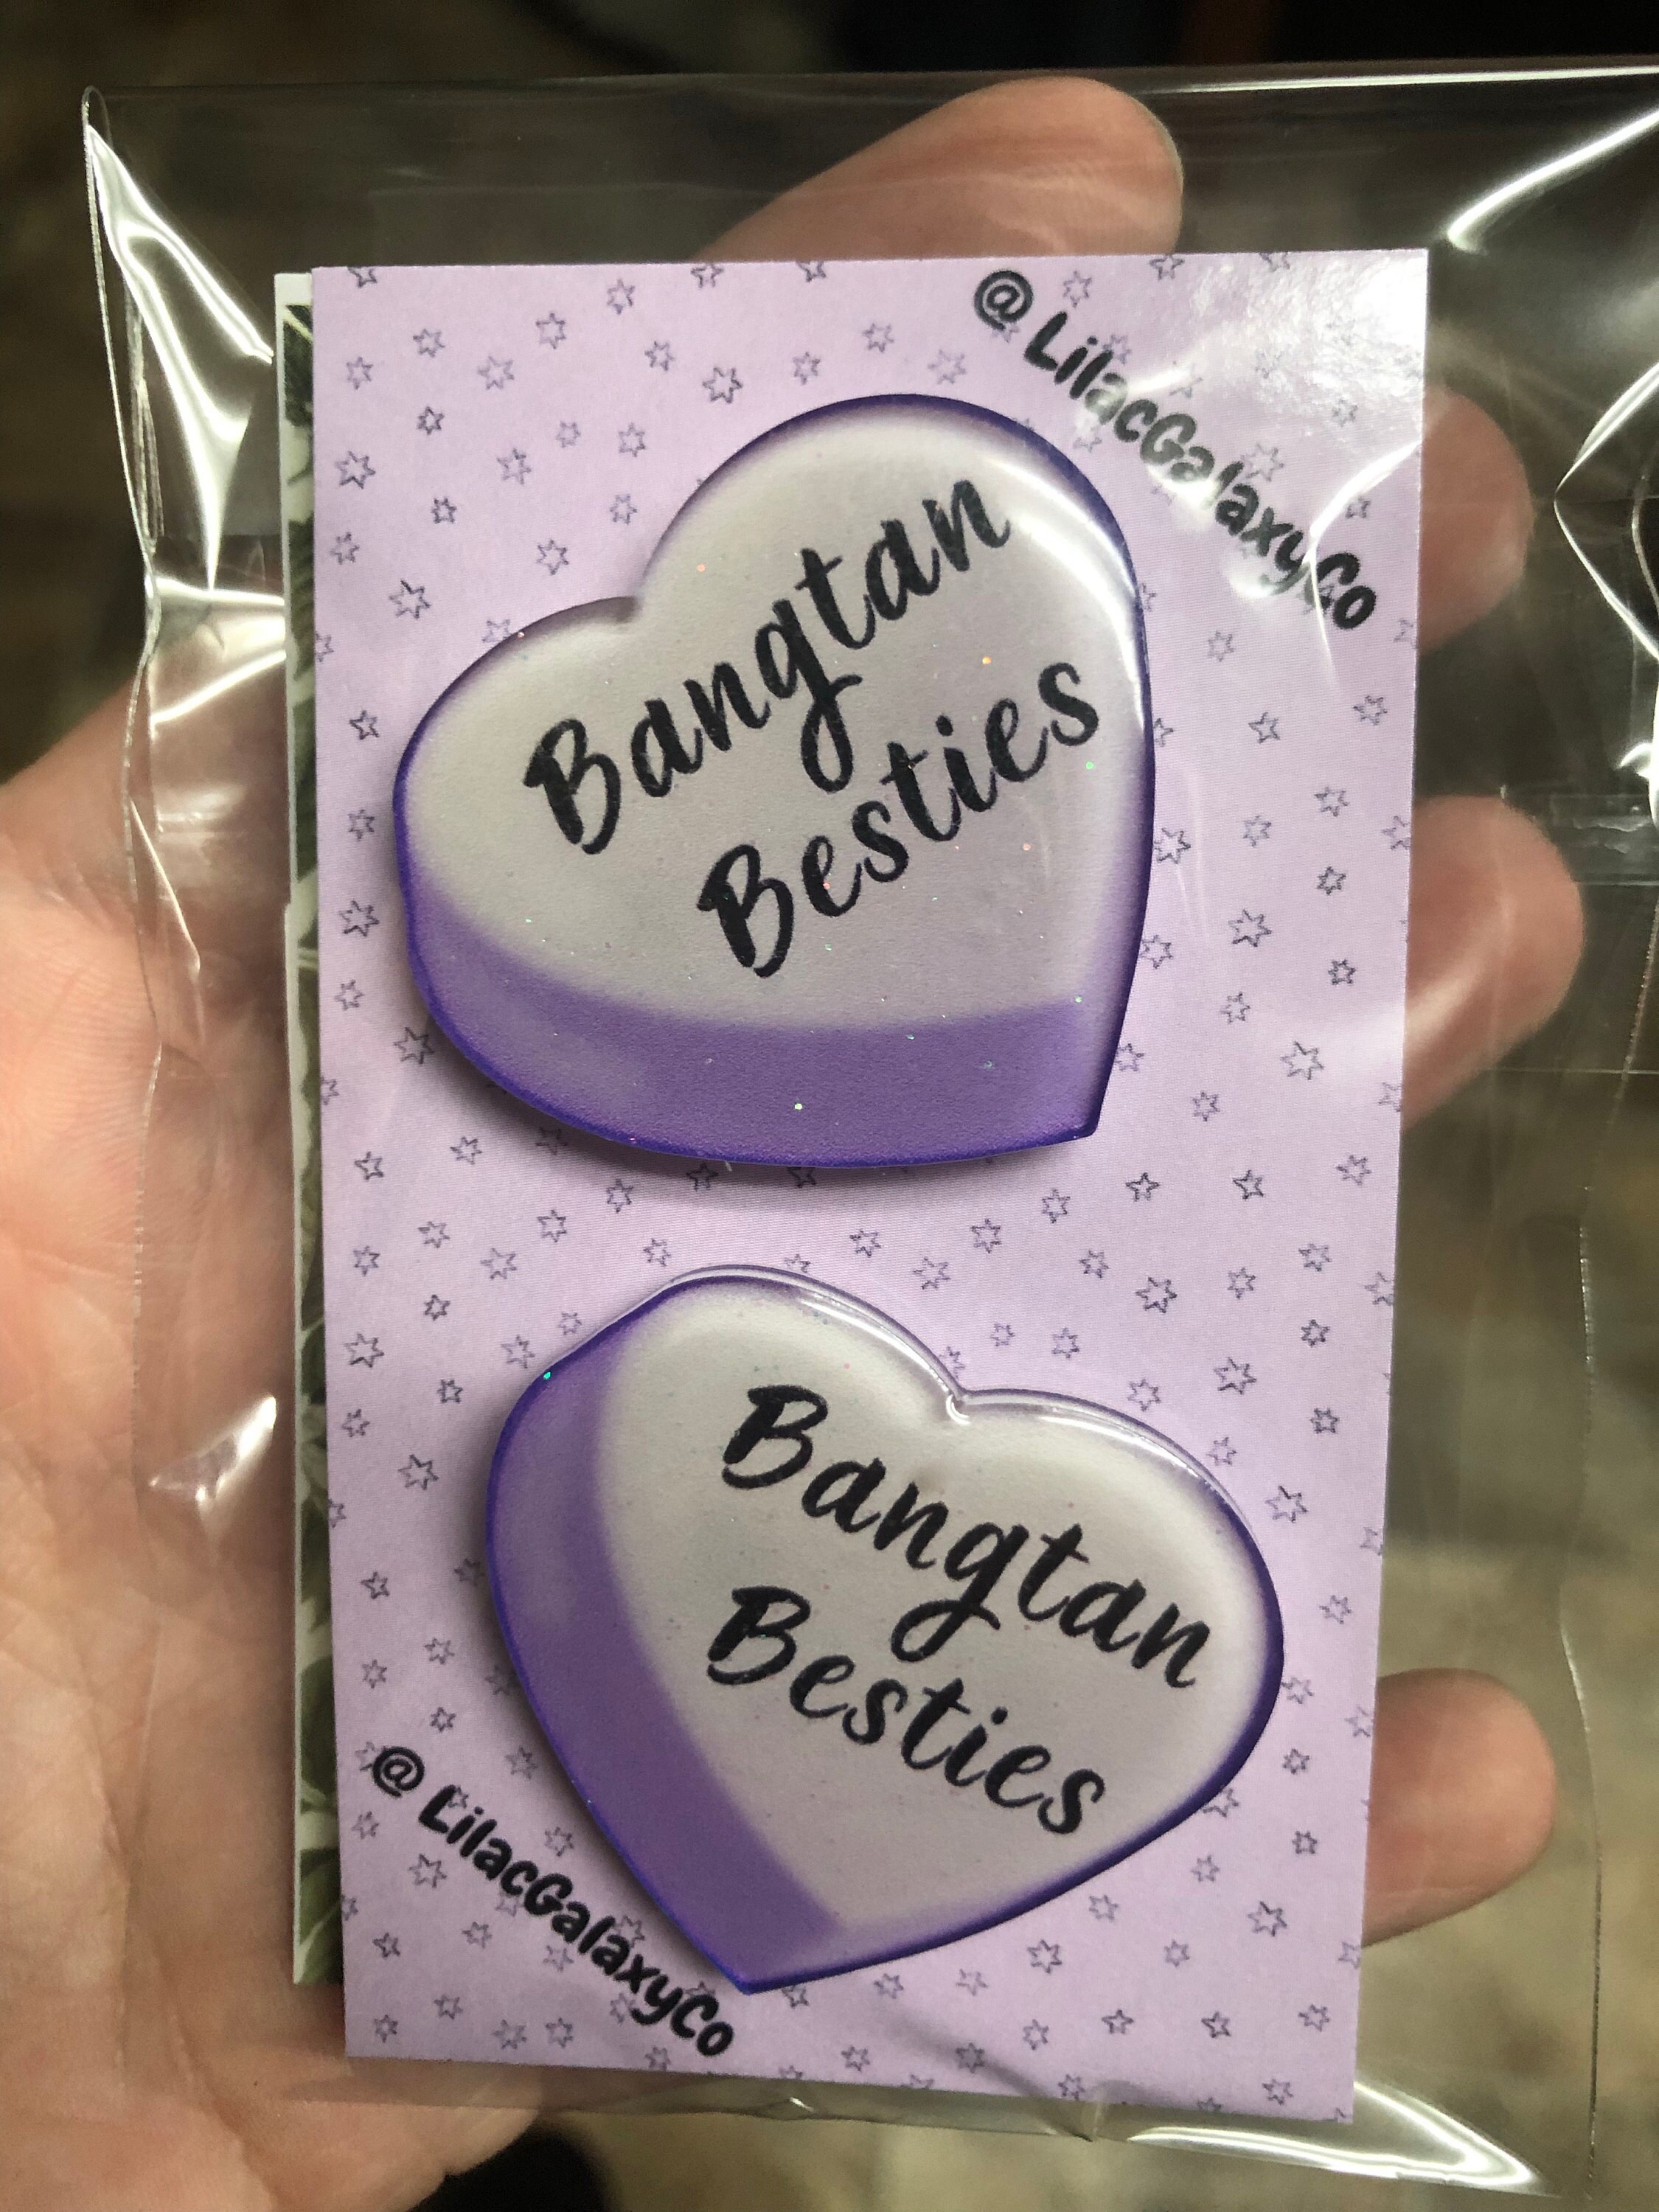 @LilacGalaxyCo
Bangtan
Besties
Bangtan
Besties
@LilacGalaxyCo